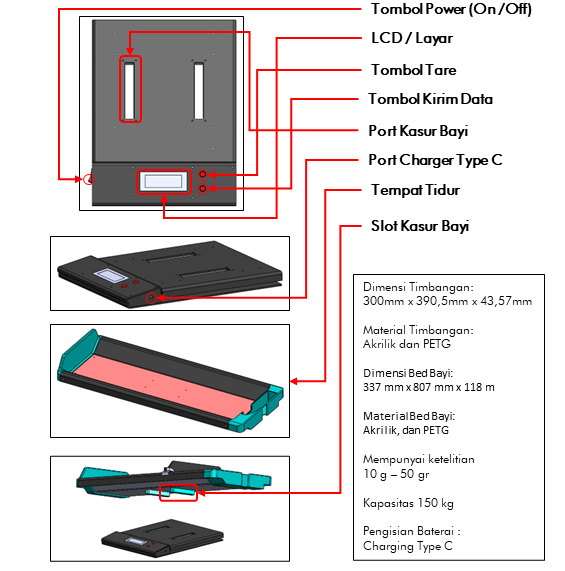 Tombol Power (On /Off)
LCD / Layar
Tombol Tare
Tombol Kirim Data
Port Kasur Bayi
Port Charger Type C
Tempat Tidur
Slot Kasur Bayi
Dimensi Timbangan:
300mm x 390,5mm x 43,57mm
Material Timbangan:
Akrilik dan PETG
Dimensi Bed Bayi:
337 mm x 807 mm x 118 m
Material Bed Bayi:
Akrilik, dan PETG
Mempunyai ketelitian
10 g – 50 gr
Kapasitas 150 kg
Pengisian Baterai :
Charging Type C